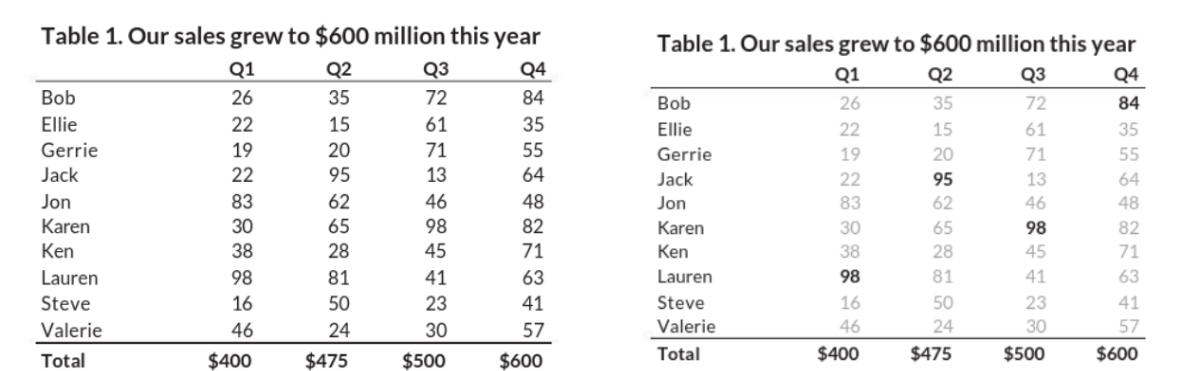 Table 1. Our sales grew to $600 million this year
Q1 Q2 Q3 Q4
Bob 26 35 72 84
Ellie 22 15 61 35
Gerrie 19 20 71 55
Jack 22 95 13 64
Jon 83 62 46 48
Karen 30 65 98 82
Ken 38 28 45 71
Lauren 98 81 41 63
Steve 16 50 23 41
Valerie 46 24 30 57
Total $400 $475 $500 $600
Table 1. Our sales grew to $600 million this year
Q1 Q2 Q3 Q4
Bob 26 35 72 84
Ellie 22 15 61 35
Gerrie 19 20 71 55
Jack 22 95 13 64
Jon 83 62 46 48
Karen 30 65 98 82
Ken 38 28 45 71
Lauren 98 81 41 63
Steve 16 50 23 41
Valerie 46 24 30 57
Total $400 $475 $500 $600